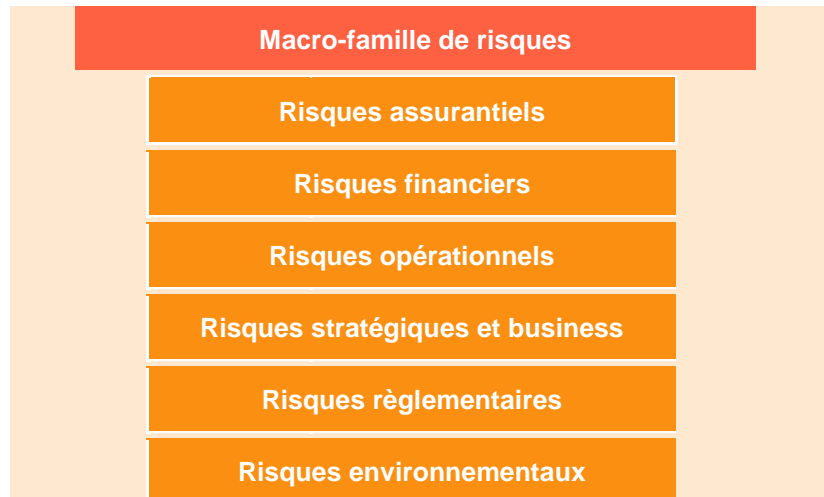 Macro-famille de risques
Risques assurantiels
Risques financiers
Risques opérationnels
Risques stratégiques et business
Risques règlementaires
Risques environnementaux